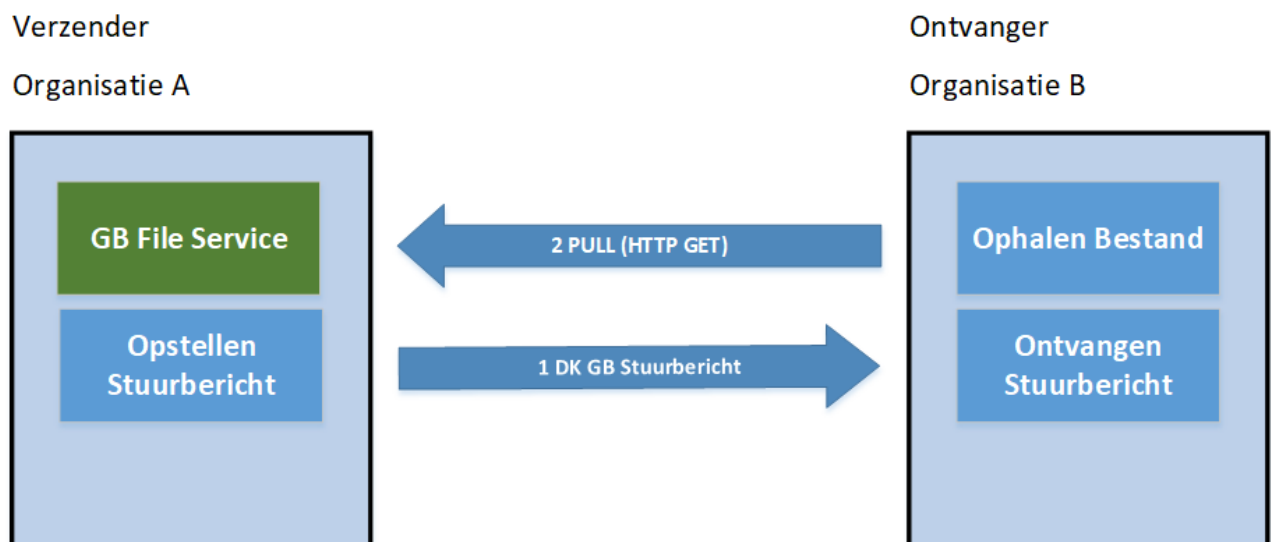 Verzender
Organisatie A
Ontvanger
Organisatie B
GB File Service
2 PULL (HTTP GET)
Ophalen Bestand
Opstellen
Stuurbericht
1 DK GB Stuurbericht
Ontvangen
Stuurbericht